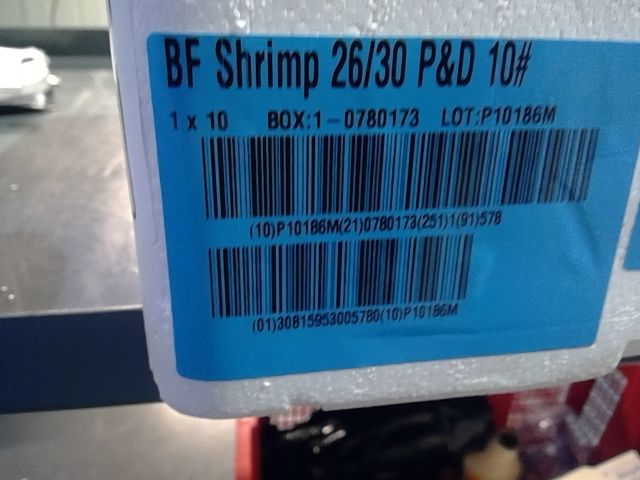 BF Shrimp 26/30 P&D 10#
1 x 10 BOX:1-0780173 LOT:P10186M
(10)P10186M(21)0780173(251)1(91)578
(01)30815953005780(10)P10186M